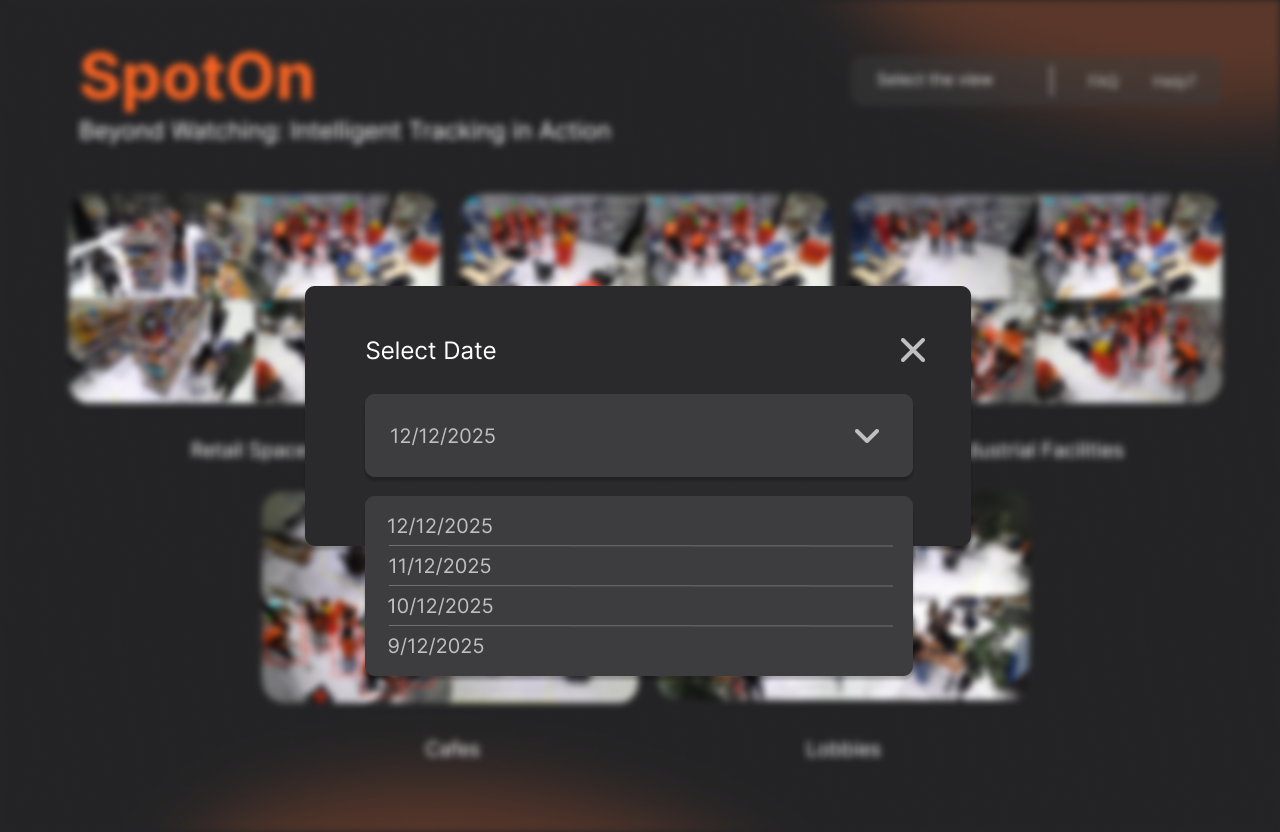 SpotOn
Select the view
FAQ
Help?
Beyond Watching: Intelligent Tracking in Action
Select Date
12/12/2025
12/12/2025
11/12/2025
10/12/2025
9/12/2025
Retail Space
dustrial Facilities
Cafes
Lobbies